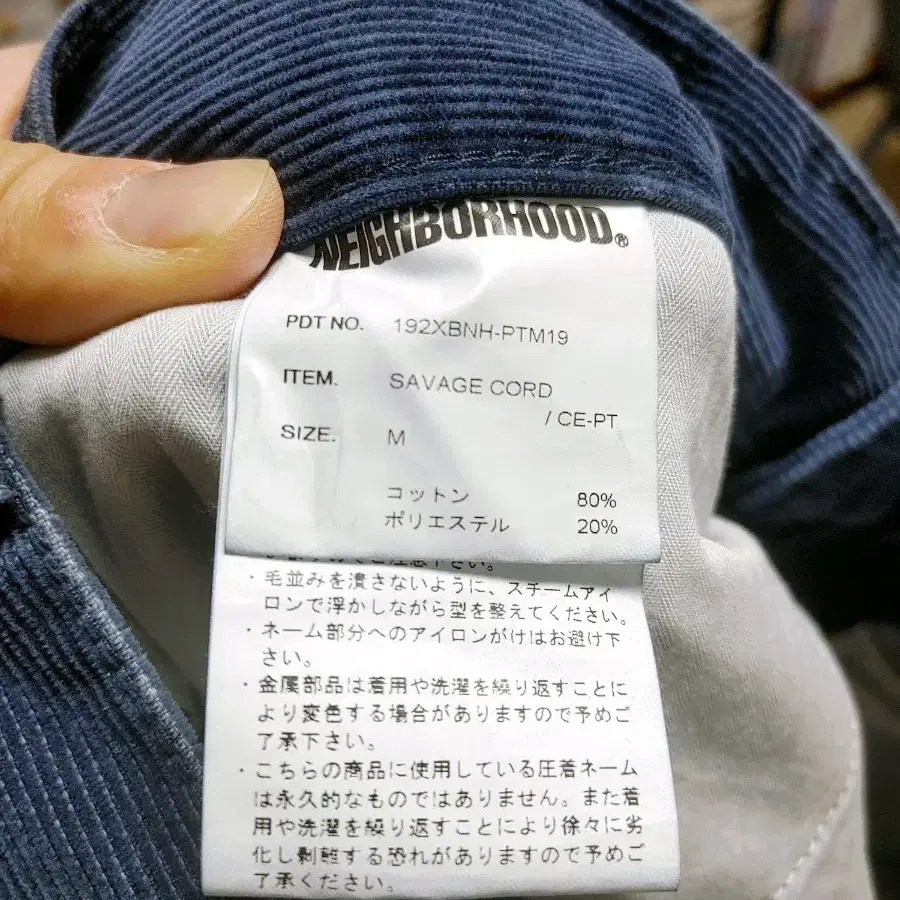 NEIGHBORHOOD®
PDT NO. 192XBNH-PTM19
ITEM. SAVAGE CORD
/ CE-PT
SIZE. M
コットン 80%
ポリエステル 20%
ご注意下さい。
・毛並みを潰さないように、スチームアイ
ロンで浮かしながら型を整えてください。
・ネーム部分へのアイロンがけはお避け下
さい。
・金属部品は着用や洗濯を繰り返すことに
より変色する場合がありますので予めご
了承下さい。
・こちらの商品に使用している圧着ネーム
は永久的なものではありません。また着
用や洗濯を繰り返すことにより徐々に劣
化し剥離する恐れがありますので予めご
了承ください。